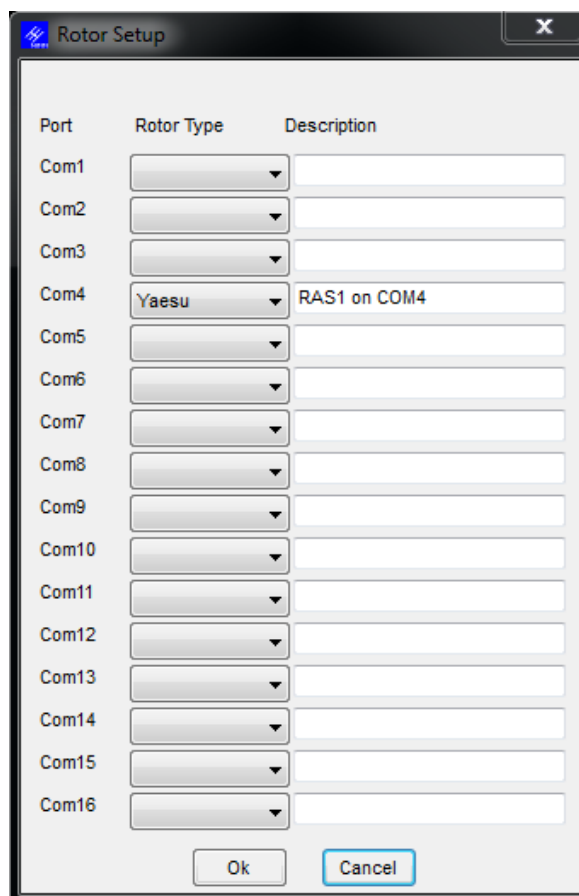 Rotor Setup
Port Rotor Type Description
Com1
Com2
Com3
Com4 Yaesu RAS1 on COM4
Com5
Com6
Com7
Com8
Com9
Com10
Com11
Com12
Com13
Com14
Com15
Com16
Ok Cancel